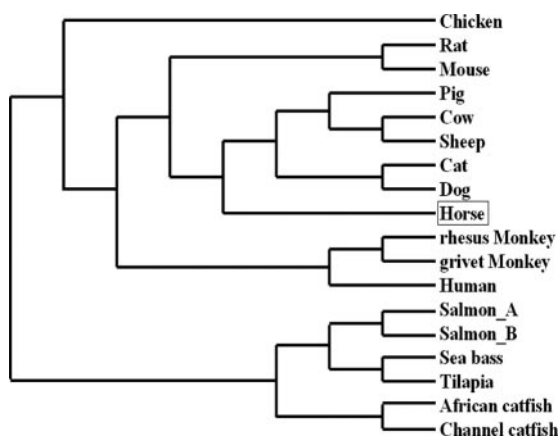 Chicken
Rat
Mouse
Pig
Cow
Sheep
Cat
Dog
Horse
rhesus Monkey
grivet Monkey
Human
Salmon_A
Salmon_B
Sea bass
Tilapia
African catfish
Channel catfish